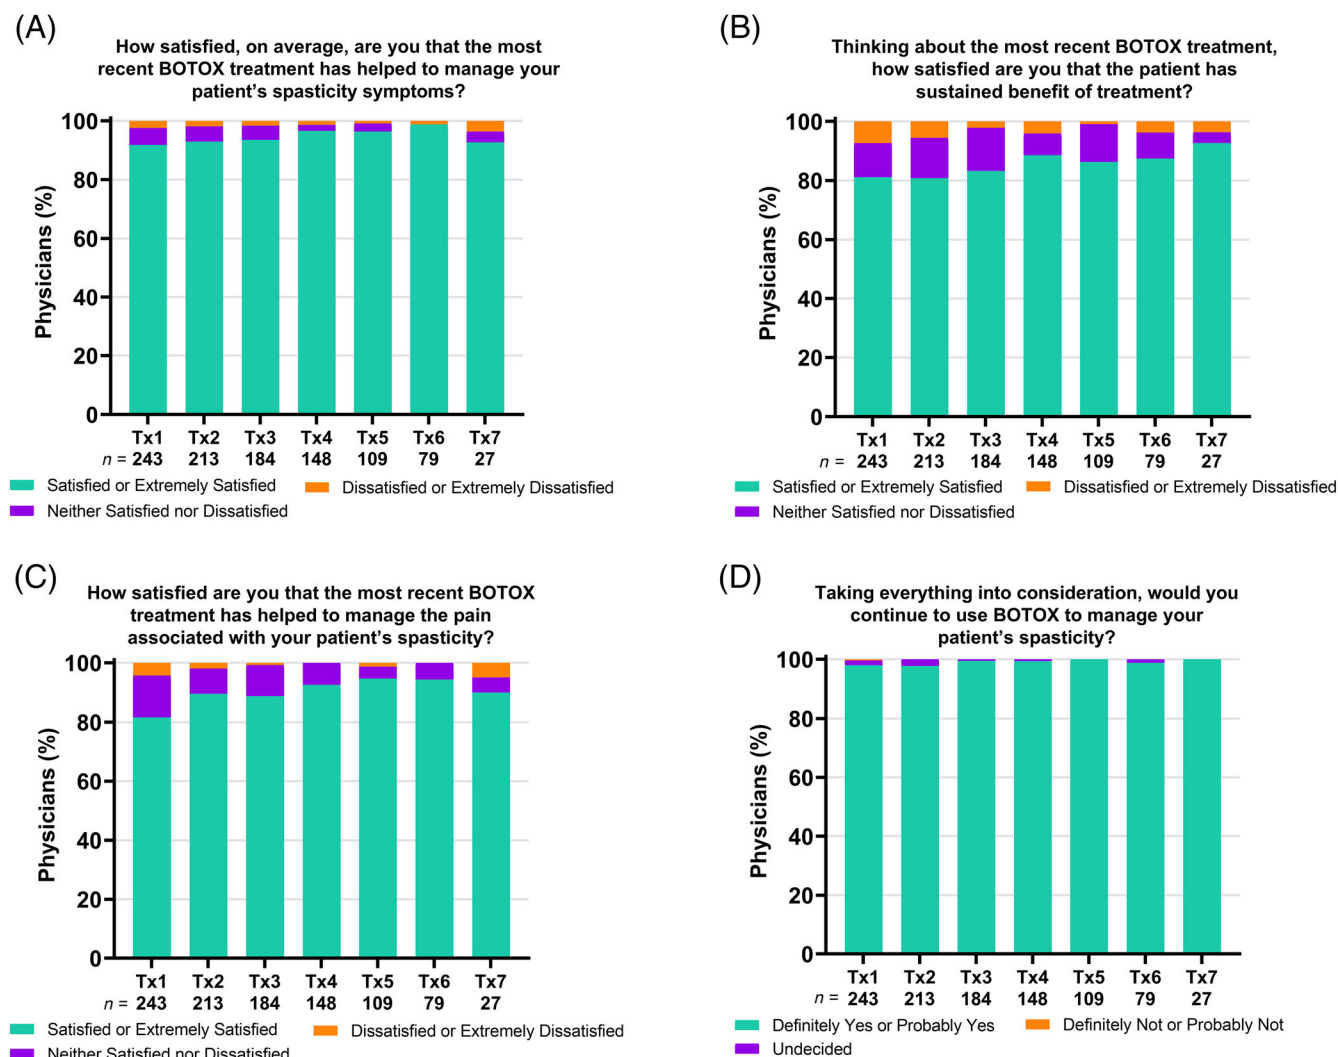 (A)
How satisfied, on average, are you that the most
recent BOTOX treatment has helped to manage your
patient's spasticity symptoms?
Physicians (%)
100
80
60
40
20
0
Tx1 Tx2 Tx3 Tx4 Tx5 Tx6 Tx7
n = 243 213 184 148 109 79 27
Satisfied or Extremely Satisfied Dissatisfied or Extremely Dissatisfied
Neither Satisfied nor Dissatisfied
(B)
Thinking about the most recent BOTOX treatment,
how satisfied are you that the patient has
sustained benefit of treatment?
Physicians (%)
100
80
60
40
20
0
Tx1 Tx2 Tx3 Tx4 Tx5 Tx6 Tx7
n = 243 213 184 148 109 79 27
Satisfied or Extremely Satisfied Dissatisfied or Extremely Dissatisfied
Neither Satisfied nor Dissatisfied
(C)
How satisfied are you that the most recent BOTOX
treatment has helped to manage the pain
associated with your patient's spasticity?
Physicians (%)
100
80
60
40
20
0
Tx1 Tx2 Tx3 Tx4 Tx5 Tx6 Tx7
n = 243 213 184 148 109 79 27
Satisfied or Extremely Satisfied Dissatisfied or Extremely Dissatisfied
Neither Satisfied nor Dissatisfied
(D)
Taking everything into consideration, would you
continue to use BOTOX to manage your
patient's spasticity?
Physicians (%)
100
80
60
40
20
0
Tx1 Tx2 Tx3 Tx4 Tx5 Tx6 Tx7
n = 243 213 184 148 109 79 27
Definitely Yes or Probably Yes Definitely Not or Probably Not
Undecided